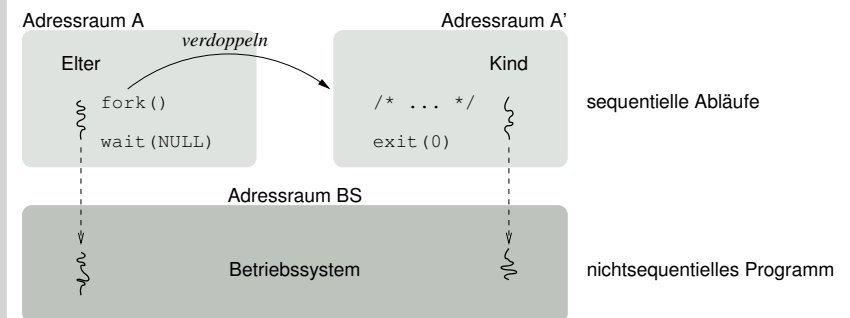 Adressraum A
Adressraum A'
verdoppeln
Elter
Kind
fork()
/* ... */
sequentielle Abläufe
wait(NULL)
exit(0)
Adressraum BS
Betriebssystem
nichtsequentielles Programm